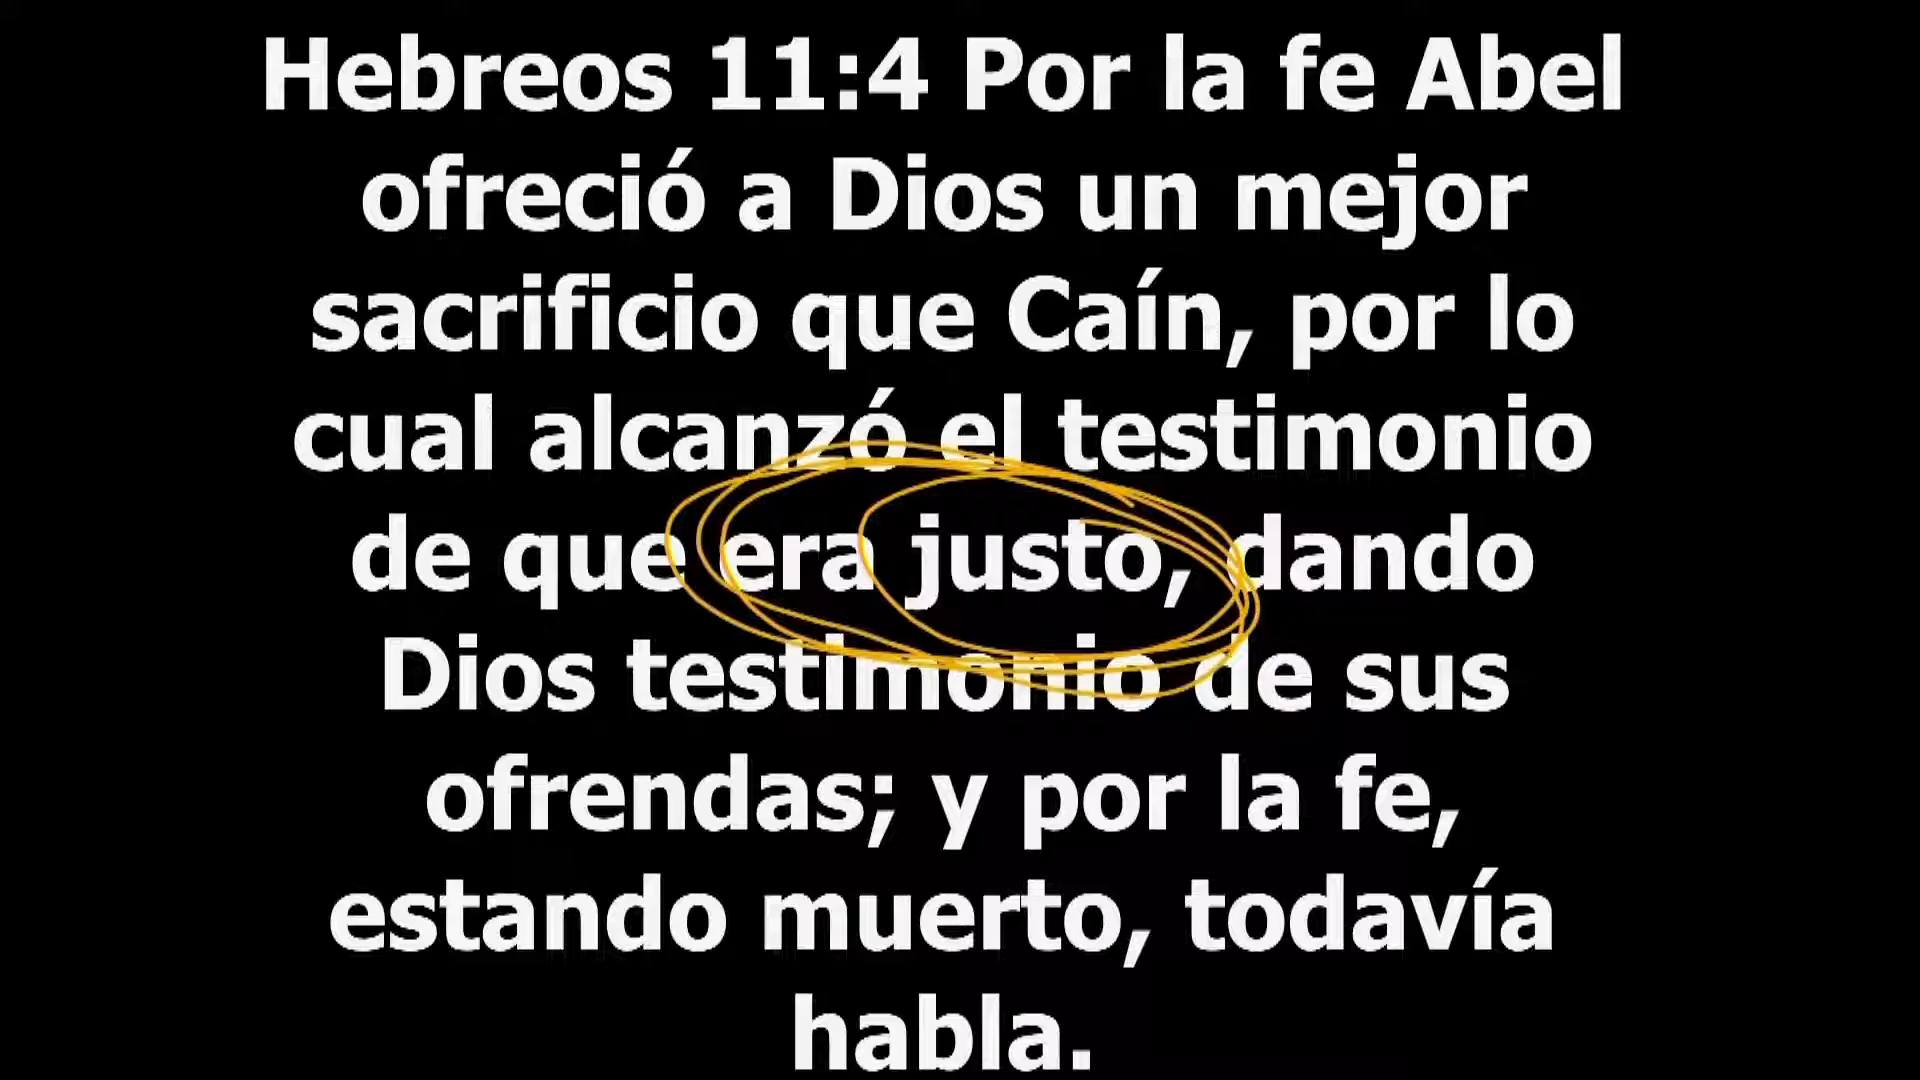 Hebreos 11:4 Por la fe Abel
ofreció a Dios un mejor
sacrificio que Caín, por lo
cual alcanzó el testimonio
de que era justo, dando
Dios testimonio de sus
ofrendas; y por la fe,
estando muerto, todavía
habla.